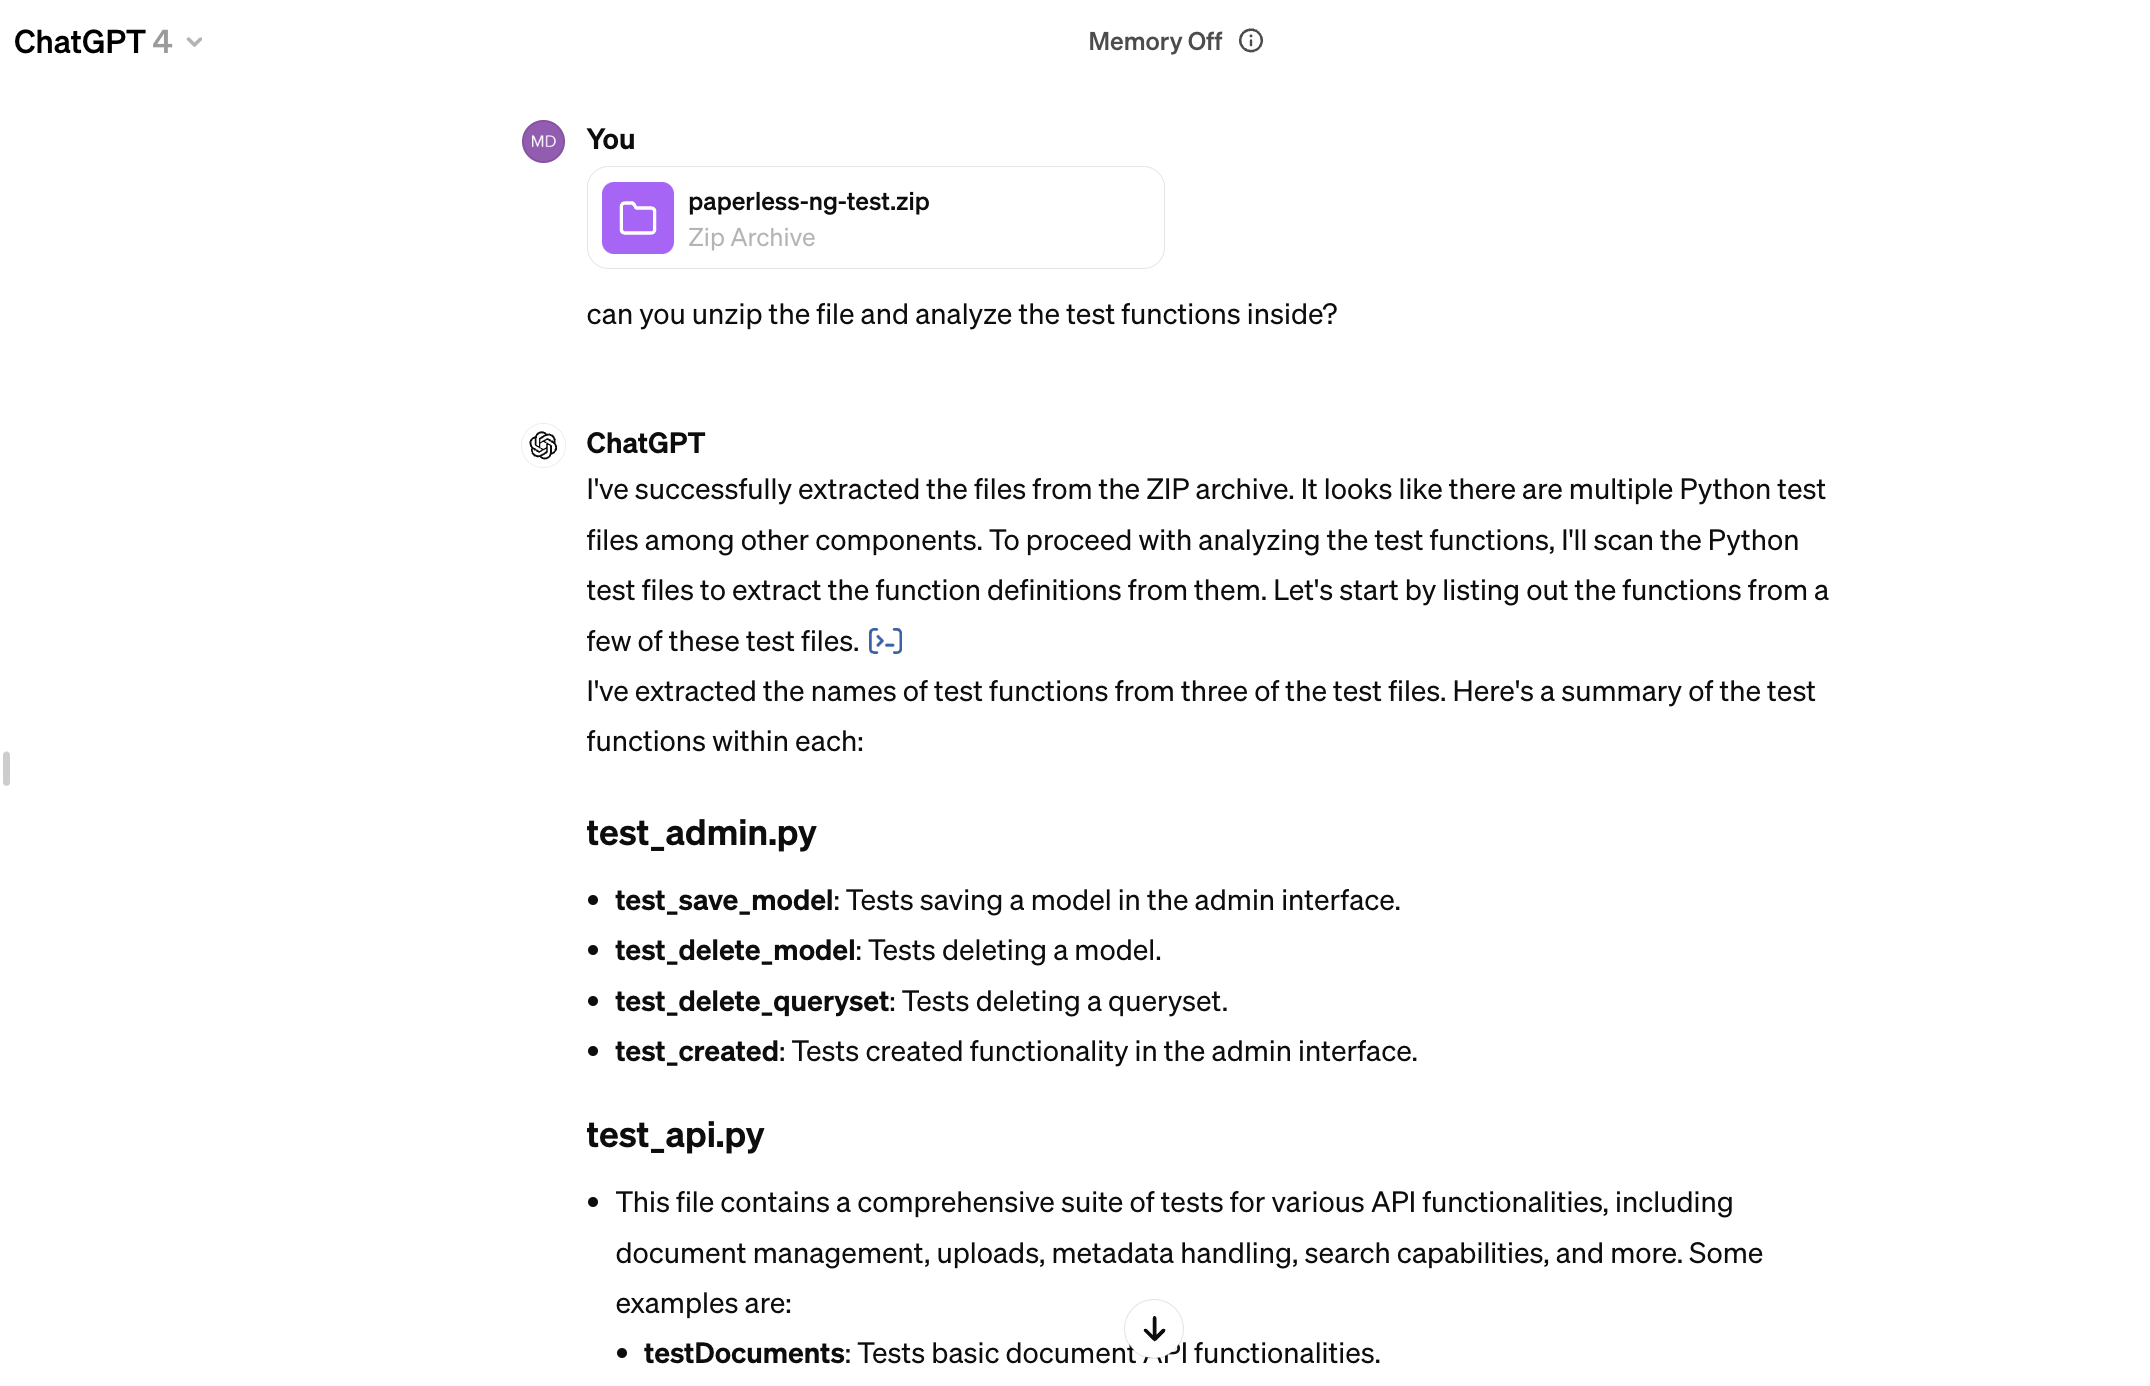 ChatGPT 4
Memory Off
MD
You
paperless-ng-test.zip
Zip Archive
can you unzip the file and analyze the test functions inside?
ChatGPT
I've successfully extracted the files from the ZIP archive. It looks like there are multiple Python test
files among other components. To proceed with analyzing the test functions, I'll scan the Python
test files to extract the function definitions from them. Let's start by listing out the functions from a
few of these test files. [>-]
I've extracted the names of test functions from three of the test files. Here's a summary of the test
functions within each:
test_admin.py
• test_save_model: Tests saving a model in the admin interface.
• test_delete_model: Tests deleting a model.
• test_delete_queryset: Tests deleting a queryset.
• test_created: Tests created functionality in the admin interface.
test_api.py
• This file contains a comprehensive suite of tests for various API functionalities, including
document management, uploads, metadata handling, search capabilities, and more. Some
examples are:
• testDocuments: Tests basic document API functionalities.